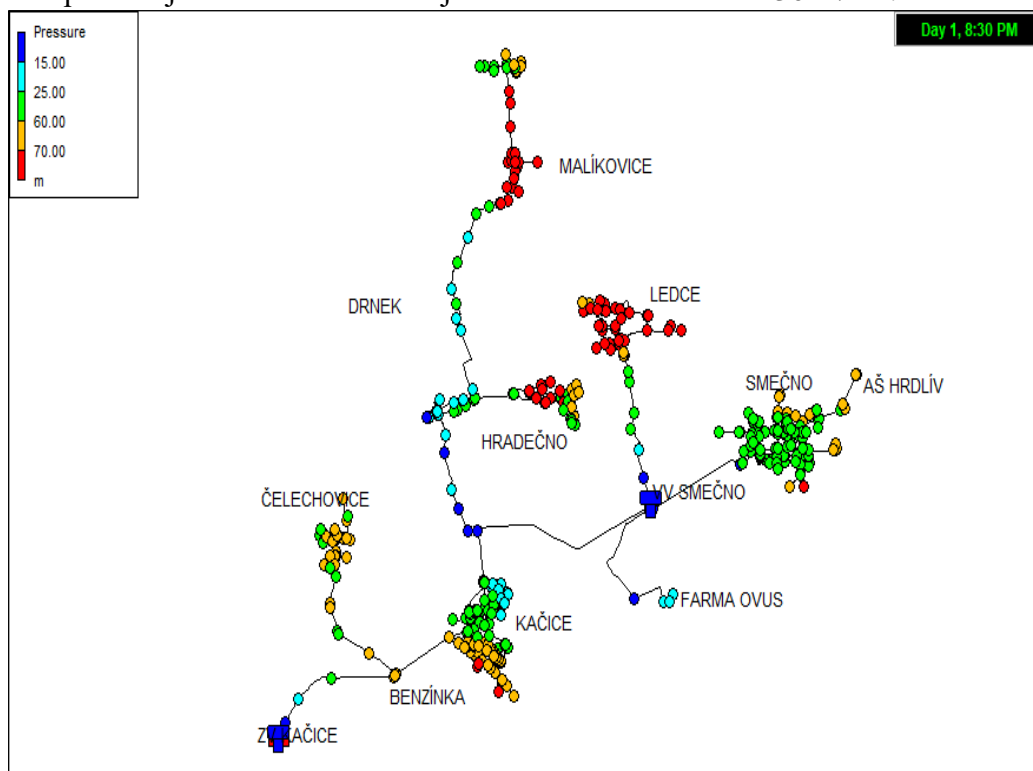 Pressure
15.00
25.00
60.00
70.00
m
Day 1, 8:30 PM
MALÍKOVICE
DRNEK
LEDCE
SMEČNO
AŠ HRDLÍV
HRADEČNO
VV SMEČNO
ČELECHOVICE
FARMA OVUS
KAČICE
BENZÍNKA